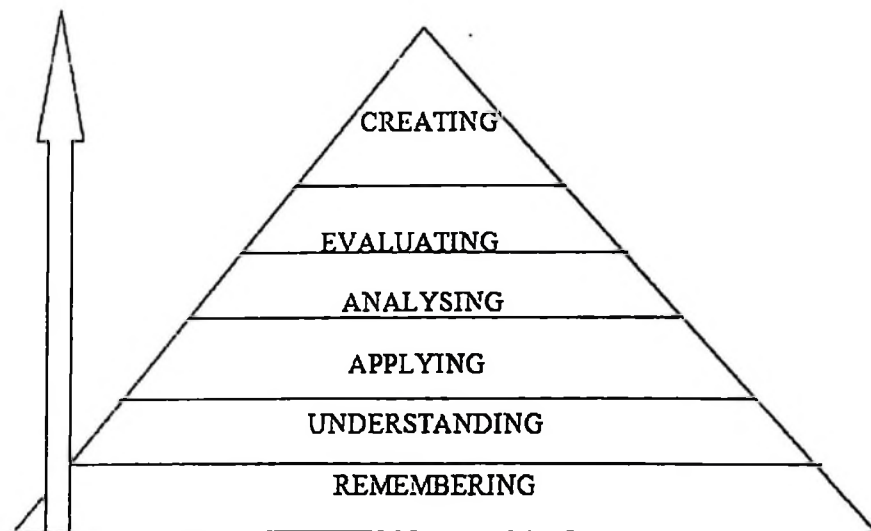 CREATING
EVALUATING
ANALYSING
APPLYING
UNDERSTANDING
REMEMBERING